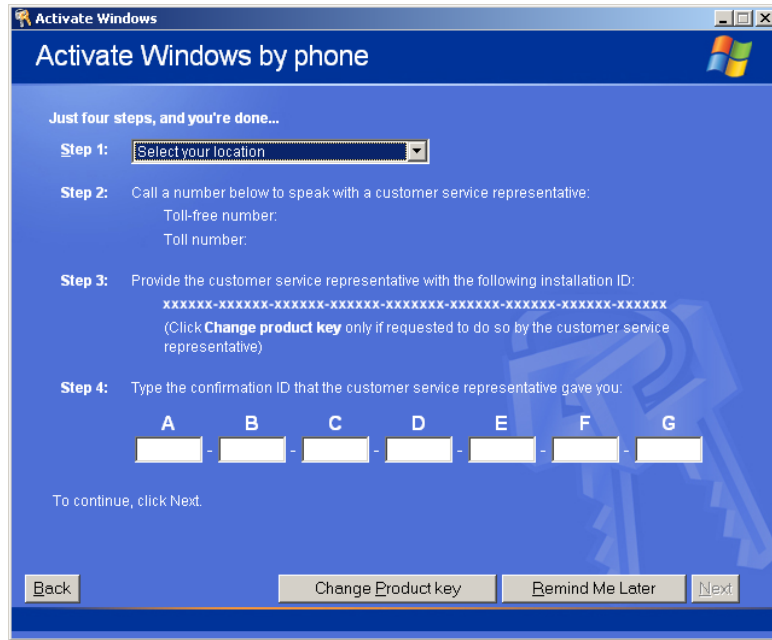 Activate Windows
Activate Windows by phone
Just four steps, and you're done...
Step 1: Select your location
Step 2: Call a number below to speak with a customer service representative:
Toll-free number:
Toll number:
Step 3: Provide the customer service representative with the following installation ID:
xxxxxx-xxxxxx-xxxxxx-xxxxxx-xxxxxxx-xxxxxx-xxxxxx-xxxxxx-xxxxxx
(Click Change product key only if requested to do so by the customer service
representative)
Step 4: Type the confirmation ID that the customer service representative gave you:
A B C D E F G
- - - - - -
To continue, click Next.
Back Change Product key Remind Me Later Next